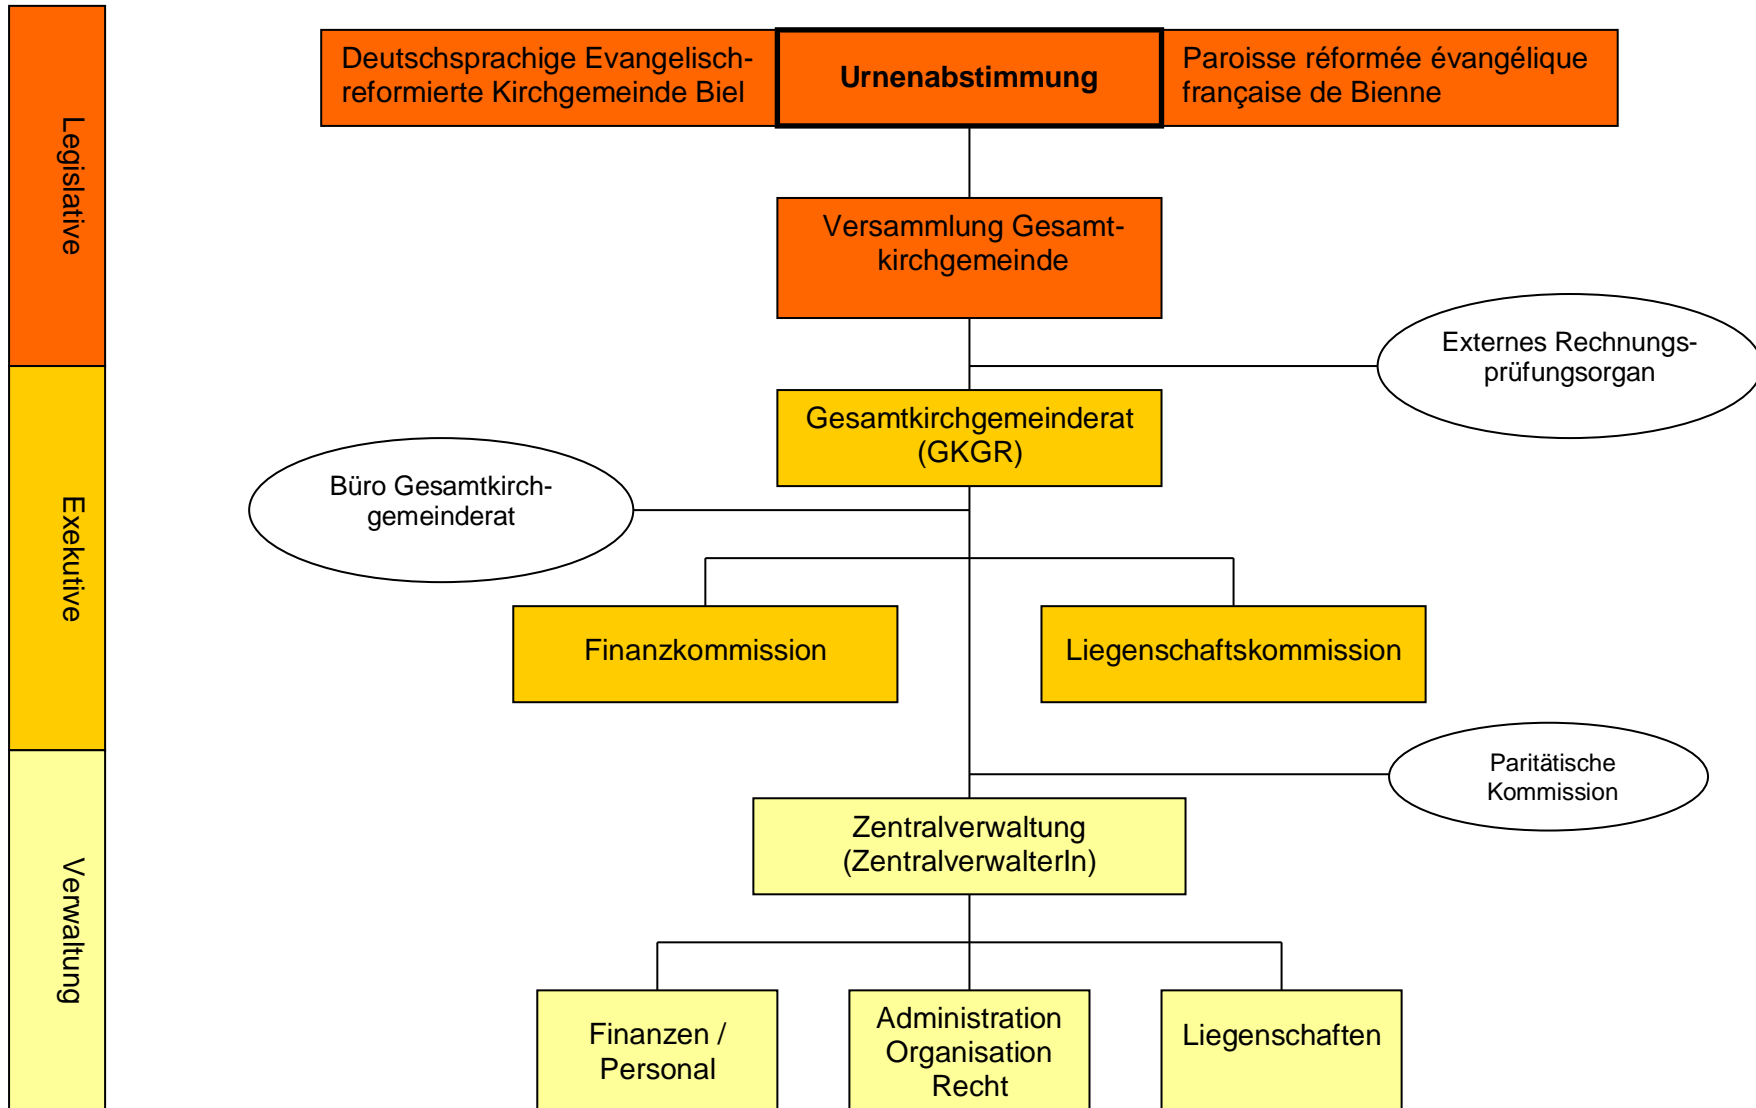 Legislative
Exekutive
Verwaltung
Deutschsprachige Evangelisch-
reformierte Kirchgemeinde Biel
Urnenabstimmung
Paroisse réformée évangélique
française de Bienne
Versammlung Gesamt-
kirchgemeinde
Externes Rechnungs-
prüfungsorgan
Gesamtkirchgemeinderat
(GKGR)
Büro Gesamtkirch-
gemeinderat
Finanzkommission
Liegenschaftskommission
Paritätische
Kommission
Zentralverwaltung
(ZentralverwalterIn)
Finanzen /
Personal
Administration
Organisation
Recht
Liegenschaften